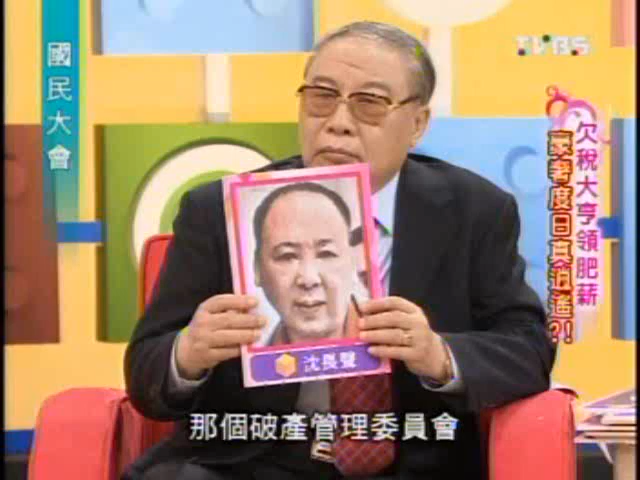 國民大會
TVBS
欠稅大亨領肥薪
豪奢度日真逍遙?!
沈長聲
那個破產管理委員會